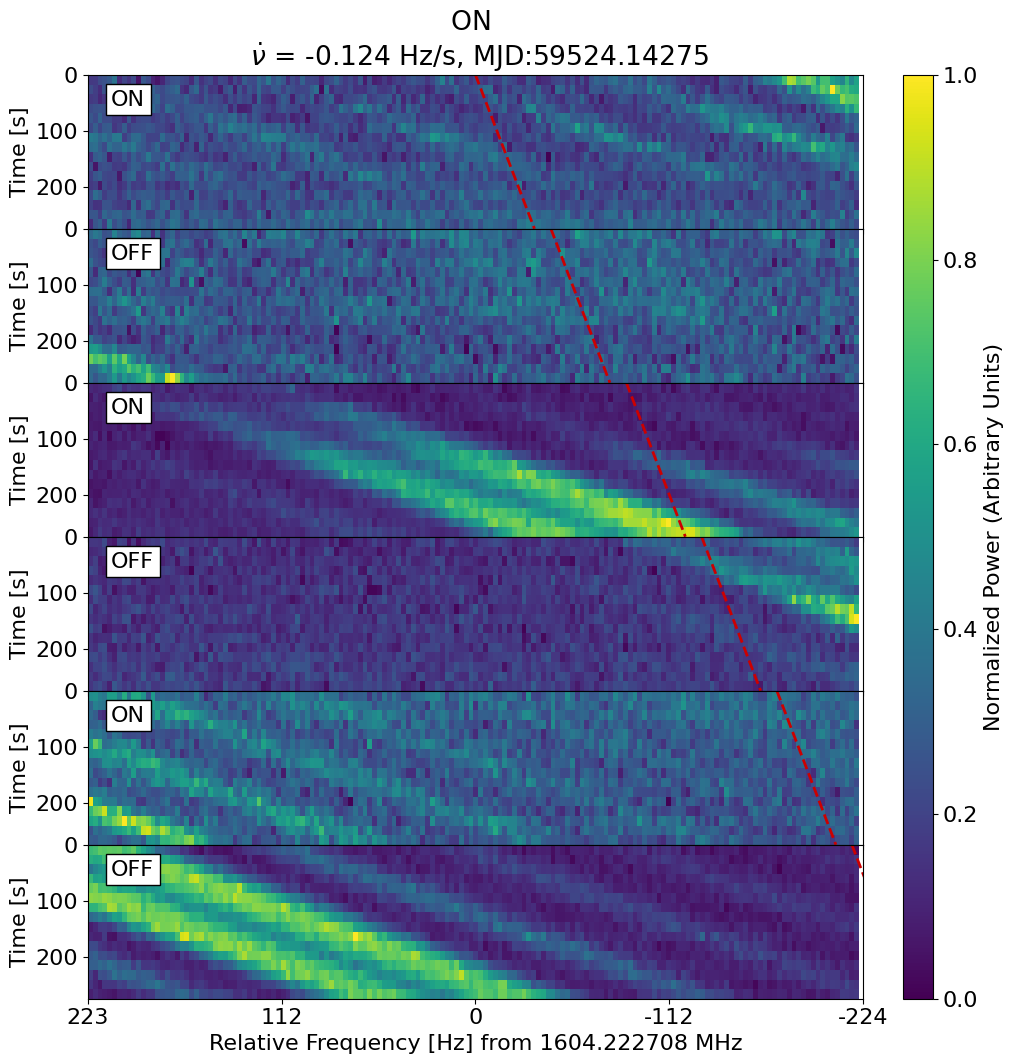 ON
ν̇ = -0.124 Hz/s, MJD:59524.14275
0
ON
100
200
Time [s]
0
OFF
100
200
Time [s]
0
ON
100
200
Time [s]
0
OFF
100
200
Time [s]
0
ON
100
200
Time [s]
0
OFF
100
200
Time [s]
223 112 0 -112 -224
Relative Frequency [Hz] from 1604.222708 MHz
1.0
0.8
0.6
0.4
0.2
0.0
Normalized Power (Arbitrary Units)